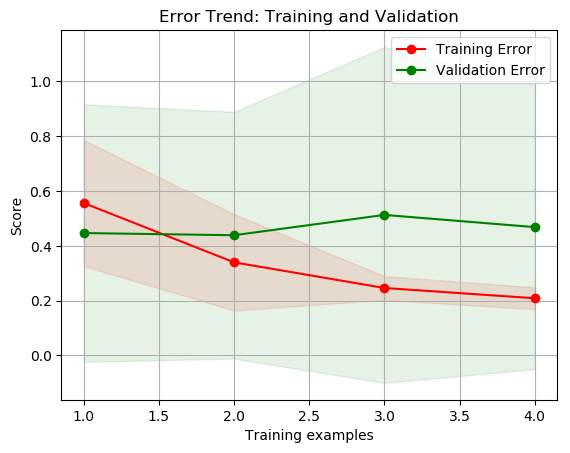 Error Trend: Training and Validation
Training Error
Validation Error
Score
1.0
0.8
0.6
0.4
0.2
0.0
1.0 1.5 2.0 2.5 3.0 3.5 4.0
Training examples